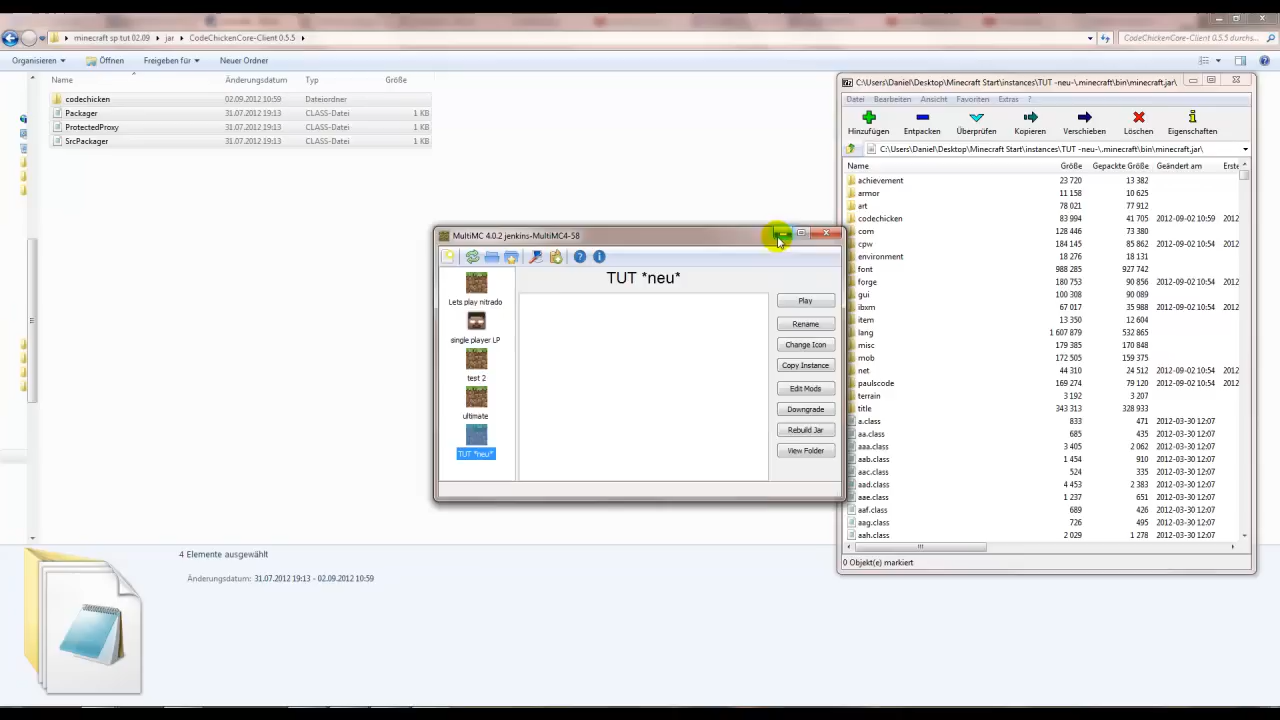 minecraft sp tut 02.09 ▸ jar ▸ CodeChickenCore-Client 0.5.5 ▸
CodeChickenCore-Client 0.5.5 durchs...
Organisieren Öffnen Freigeben für Neuer Ordner
Name Änderungsdatum Typ Größe
codechicken 02.09.2012 10:59 Dateiordner
Packager 31.07.2012 19:13 CLASS-Datei 1 KB
ProtectedProxy 31.07.2012 19:13 CLASS-Datei 1 KB
SrcPackager 31.07.2012 19:13 CLASS-Datei 1 KB
4 Elemente ausgewählt
Änderungsdatum: 31.07.2012 19:13 - 02.09.2012 10:59
MultiMC 4.0.2 jenkins-MultiMC4-58
TUT *neu*
Lets play nitrado
single player LP
test 2
ultimate
TUT *neu*
Play
Rename
Change Icon
Copy Instance
Edit Mods
Downgrade
Rebuild Jar
View Folder
C:\Users\Daniel\Desktop\Minecraft Start\instances\TUT -neu-\.minecraft\bin\minecraft.jar\
Datei Bearbeiten Ansicht Favoriten Extras ?
Hinzufügen Entpacken Überprüfen Kopieren Verschieben Löschen Eigenschaften
C:\Users\Daniel\Desktop\Minecraft Start\instances\TUT -neu-\.minecraft\bin\minecraft.jar\
Name Größe Gepackte Größe Geändert am Erste
achievement 23 720 13 382
armor 11 158 10 625
art 78 021 77 912
codechicken 83 994 41 705 2012-09-02 10:59 2012
com 128 446 73 380
cpw 184 145 85 862 2012-09-02 10:54 2012
environment 18 276 18 131
font 988 285 927 742
forge 180 753 85 256 2012-09-02 10:54 2012
gui 100 308 90 089
ibxm 67 017 35 988 2012-09-02 10:54 2012
item 13 350 12 604
lang 1 607 879 532 865
misc 179 385 170 848
mob 172 505 159 375
net 44 310 24 512 2012-09-02 10:54 2012
paulscode 169 274 79 120 2012-09-02 10:54 2012
terrain 3 192 3 207
title 343 313 328 933
a.class 833 471 2012-03-30 12:07
aa.class 685 435 2012-03-30 12:07
aaa.class 3 405 2 062 2012-03-30 12:07
aab.class 1 454 910 2012-03-30 12:07
aac.class 524 335 2012-03-30 12:07
aad.class 4 453 2 383 2012-03-30 12:07
aae.class 1 237 651 2012-03-30 12:07
aaf.class 689 426 2012-03-30 12:07
aag.class 726 495 2012-03-30 12:07
aah.class 2 029 1 278 2012-03-30 12:07
0 Objekt(e) markiert